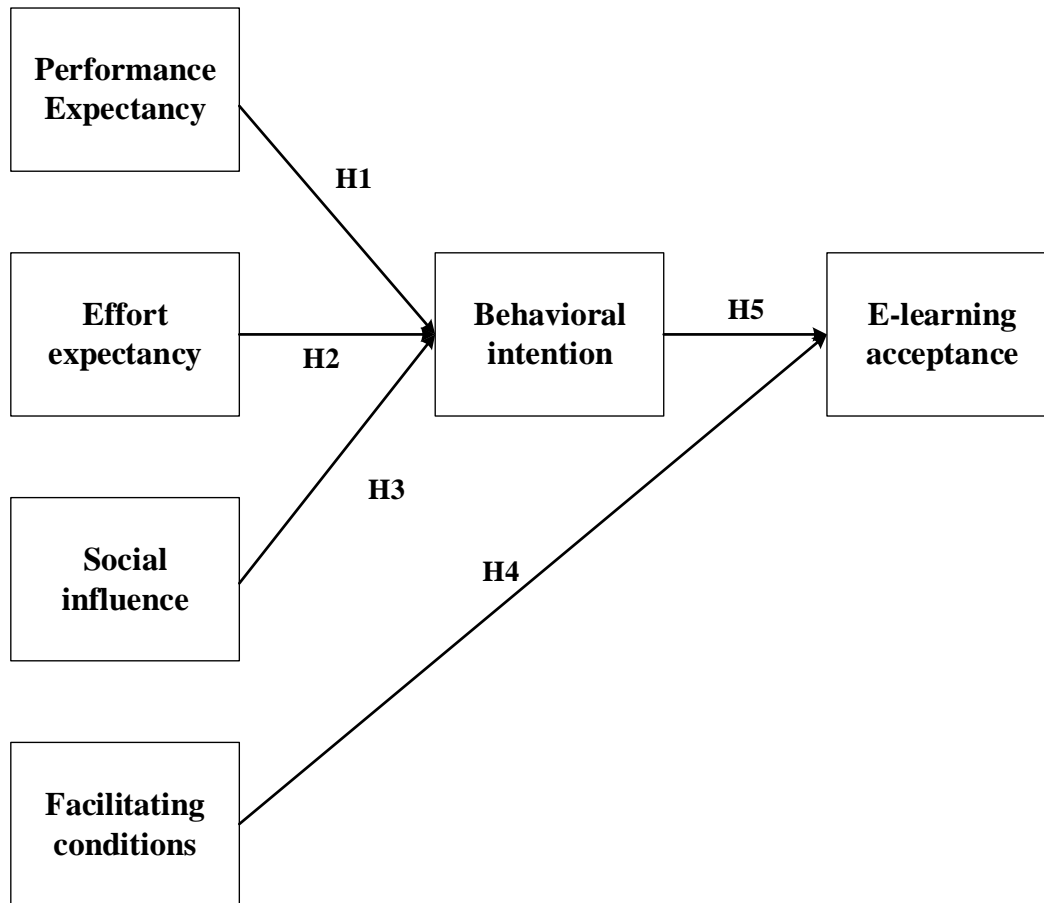 Performance
Expectancy
H1
Effort
expectancy
H2
Behavioral
intention
H5
E-learning
acceptance
H3
Social
influence
H4
Facilitating
conditions